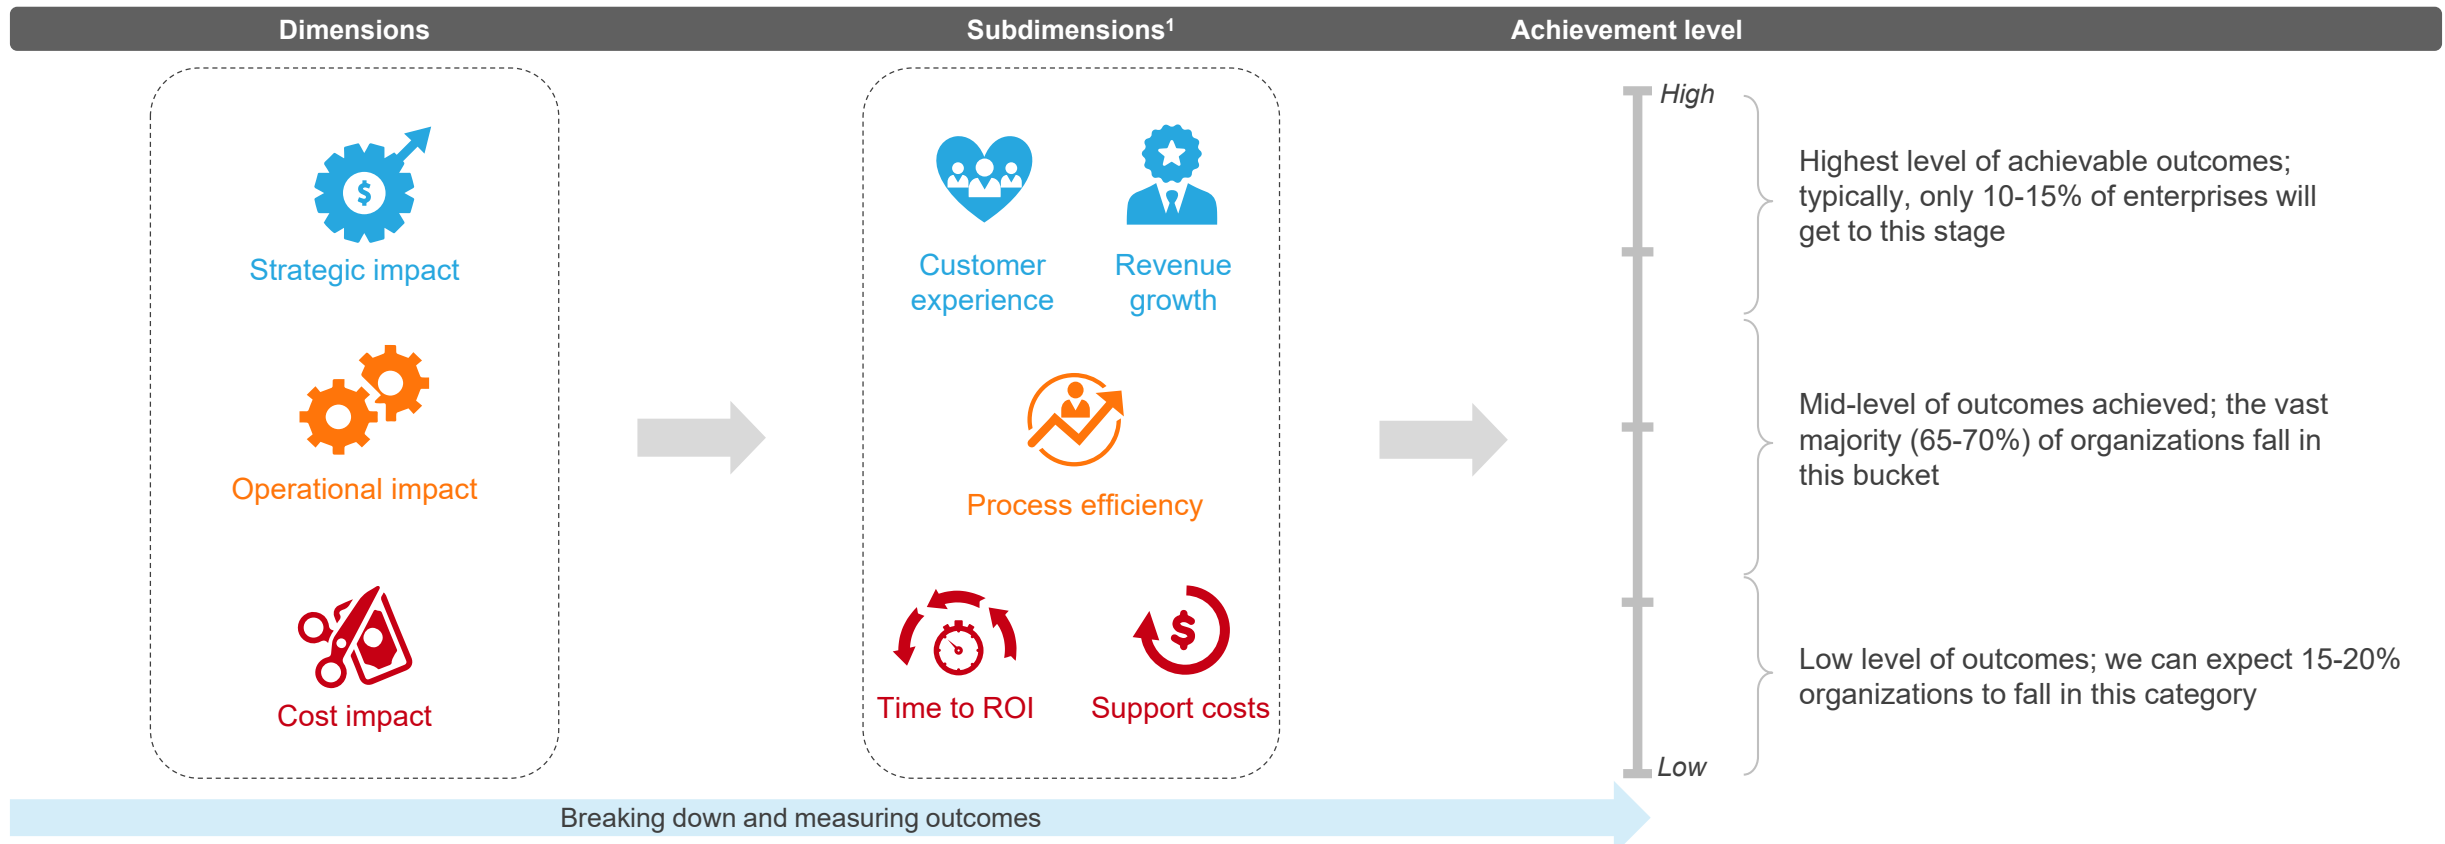 Dimensions
Subdimensions¹
Achievement level
Strategic impact
Operational impact
Cost impact
$
Customer
experience
Revenue
growth
Process efficiency
Time to ROI
$
Support costs
High
Highest level of achievable outcomes;
typically, only 10-15% of enterprises will
get to this stage
Mid-level of outcomes achieved; the vast
majority (65-70%) of organizations fall in
this bucket
Low level of outcomes; we can expect 15-20%
organizations to fall in this category
Low
Breaking down and measuring outcomes